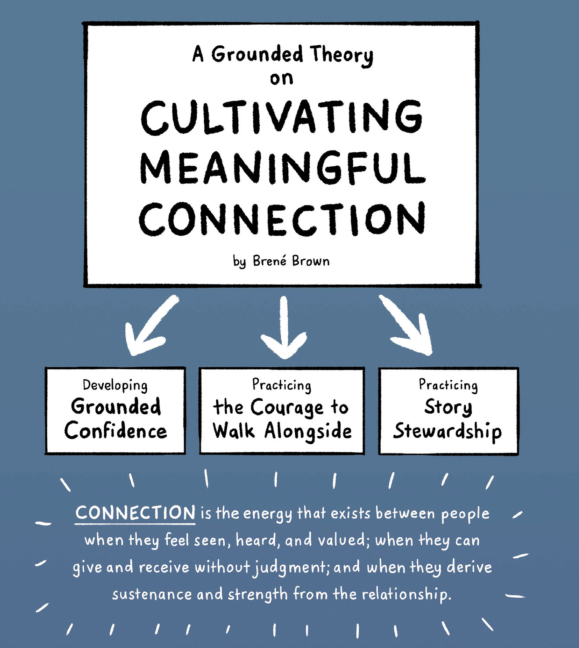 A Grounded Theory
on
CULTIVATING
MEANINGFUL
CONNECTION
by Brené Brown
Developing
Grounded
Confidence
Practicing
the Courage to
Walk Alongside
Practicing
Story
Stewardship
CONNECTION is the energy that exists between people
when they feel seen, heard, and valued; when they can
give and receive without judgment; and when they derive
sustenance and strength from the relationship.